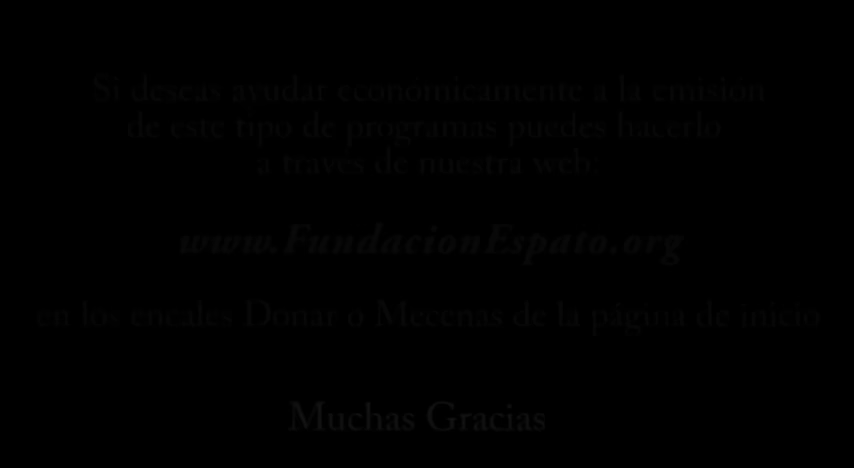 Si deseas ayudar económicamente a la emisión
de este tipo de programas puedes hacerlo
a través de nuestra web:
www.FundacionEspato.org
en los encales Donar o Mecenas de la página de inicio
Muchas Gracias